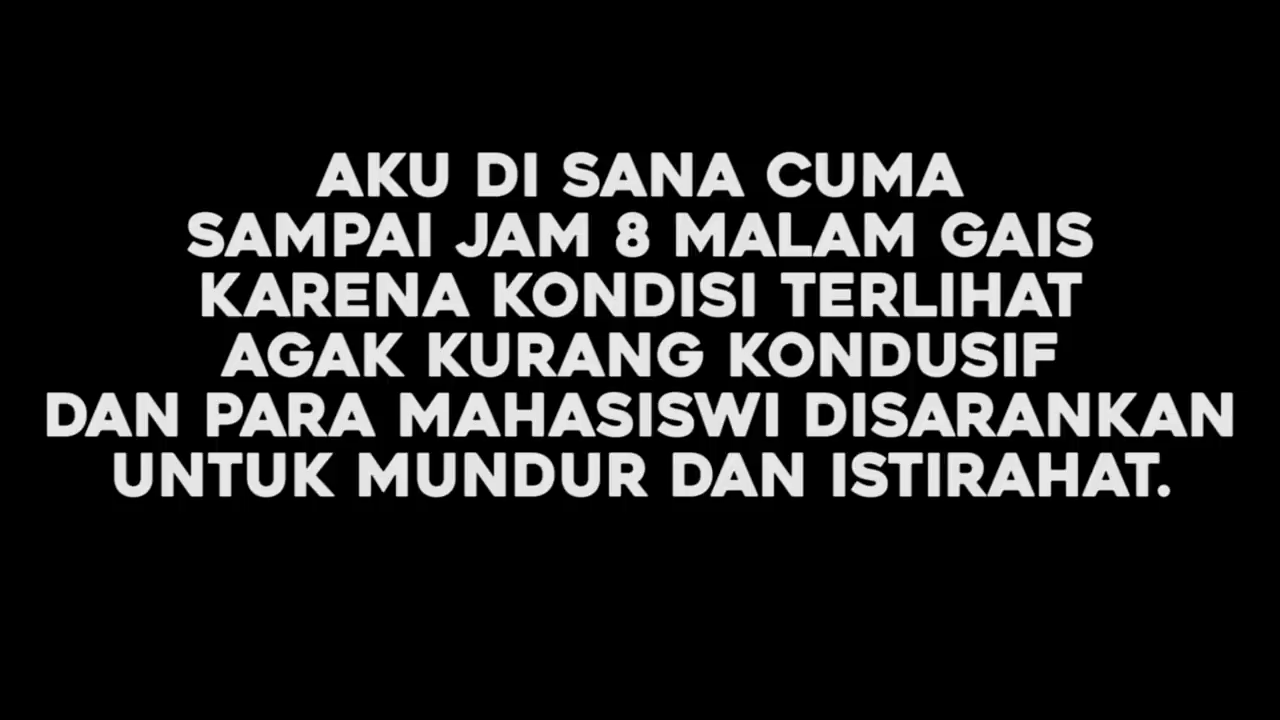 AKU DI SANA CUMA
SAMPAI JAM 8 MALAM GAIS
KARENA KONDISI TERLIHAT
AGAK KURANG KONDUSIF
DAN PARA MAHASISWI DISARANKAN
UNTUK MUNDUR DAN ISTIRAHAT.